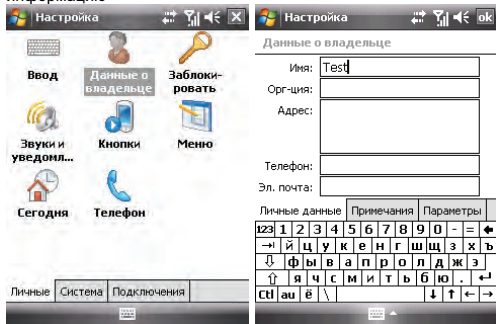 информацию
Настройка
Ввод
Данные о владельце
Заблоки-
ровать
Звуки и
уведомл...
Кнопки
Меню
Сегодня
Телефон
Личные Система Подключения
Настройка ok
Данные о владельце
Имя: Test
Орг-ция:
Адрес:
Телефон:
Эл. почта:
Личные данные Примечания Параметры
123 1 2 3 4 5 6 7 8 9 0 - =
й ц у к е н г ш щ з х ъ
ф ы в а п р о л д ж э
я ч с м и т ь б ю .
Ctl au ё \